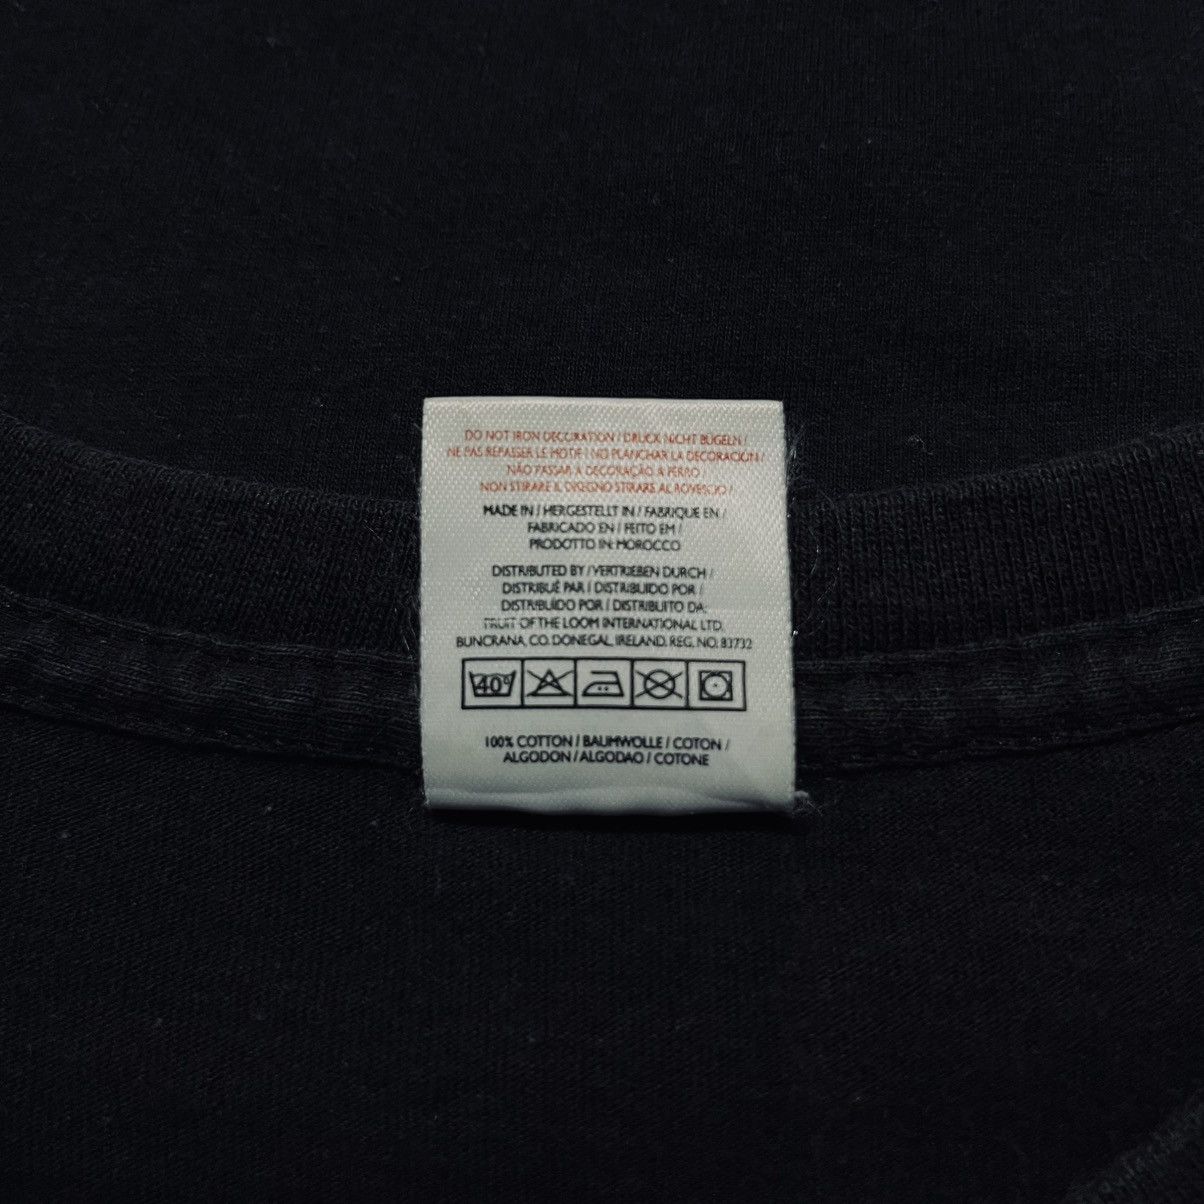 DO NOT IRON DECORATION / DRUCK NICHT BÜGELN /
NE PAS REPASSER LE MOTIF / NO PLANCHAR LA DECORACION /
NÃO PASSAR A DECORAÇÃO A FERRO /
NON STIRARE IL DISEGNO STIRARE AL ROVESCIO /
MADE IN / HERGESTELLT IN / FABRIQUE EN /
FABRICADO EN / FEITO EM /
PRODOTTO IN: MOROCCO
DISTRIBUTED BY / VERTRIEBEN DURCH /
DISTRIBUÉ PAR / DISTRIBUIDO POR /
DISTRIBUÍDO POR / DISTRIBUITO DA:
FRUIT OF THE LOOM INTERNATIONAL LTD.
BUNCRANA, CO. DONEGAL, IRELAND. REG. NO. 83732
40°
100% COTTON / BAUMWOLLE / COTON /
ALGODON / ALGODAO / COTONE